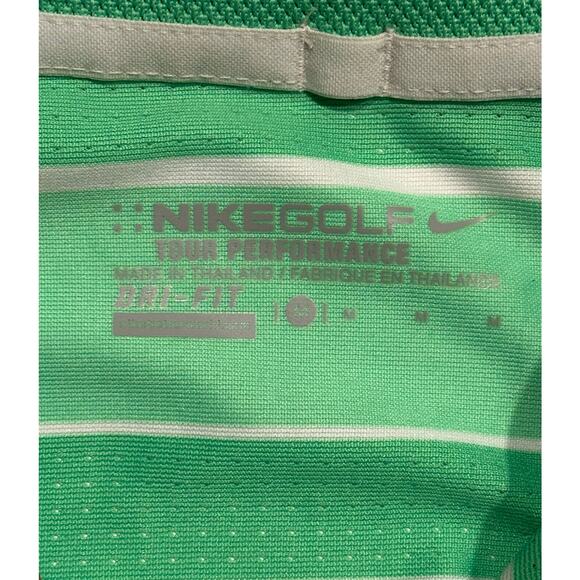 NIKEGOLF
TOUR PERFORMANCE
MADE IN THAILAND / FABRIQUE EN THAILANDE
DRI-FIT
M M M M